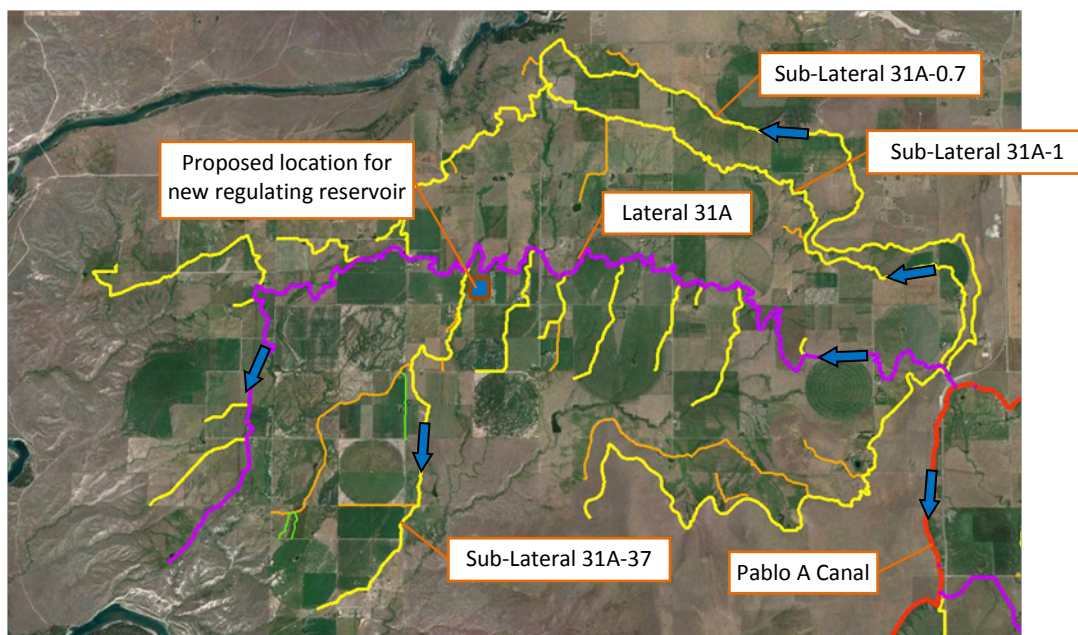 Sub-Lateral 31A-0.7
Sub-Lateral 31A-1
Proposed location for
new regulating reservoir
Lateral 31A
Sub-Lateral 31A-37
Pablo A Canal